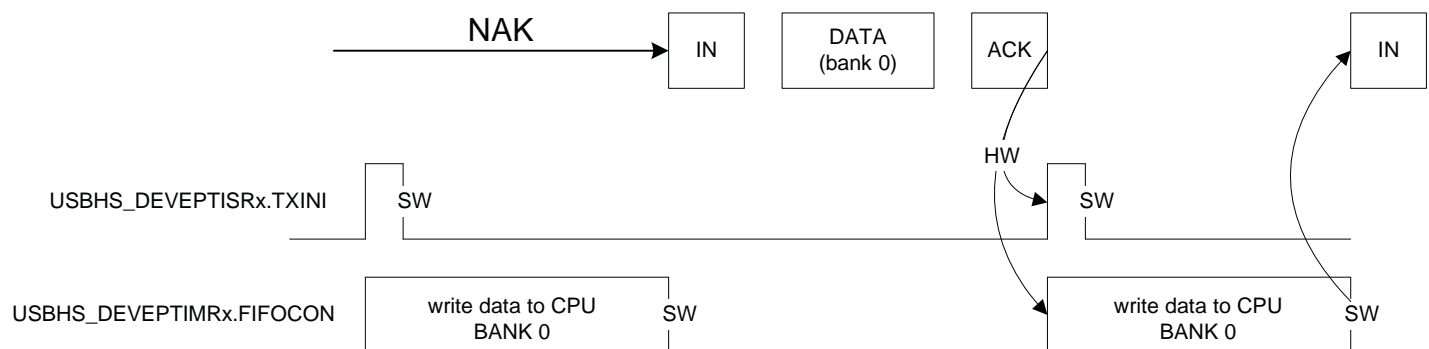 NAK
IN
DATA
(bank 0)
ACK
IN
HW
USBHS_DEVEPTISRx.TXINI
SW
SW
USBHS_DEVEPTIMRx.FIFOCON
write data to CPU
BANK 0
SW
write data to CPU
BANK 0
SW